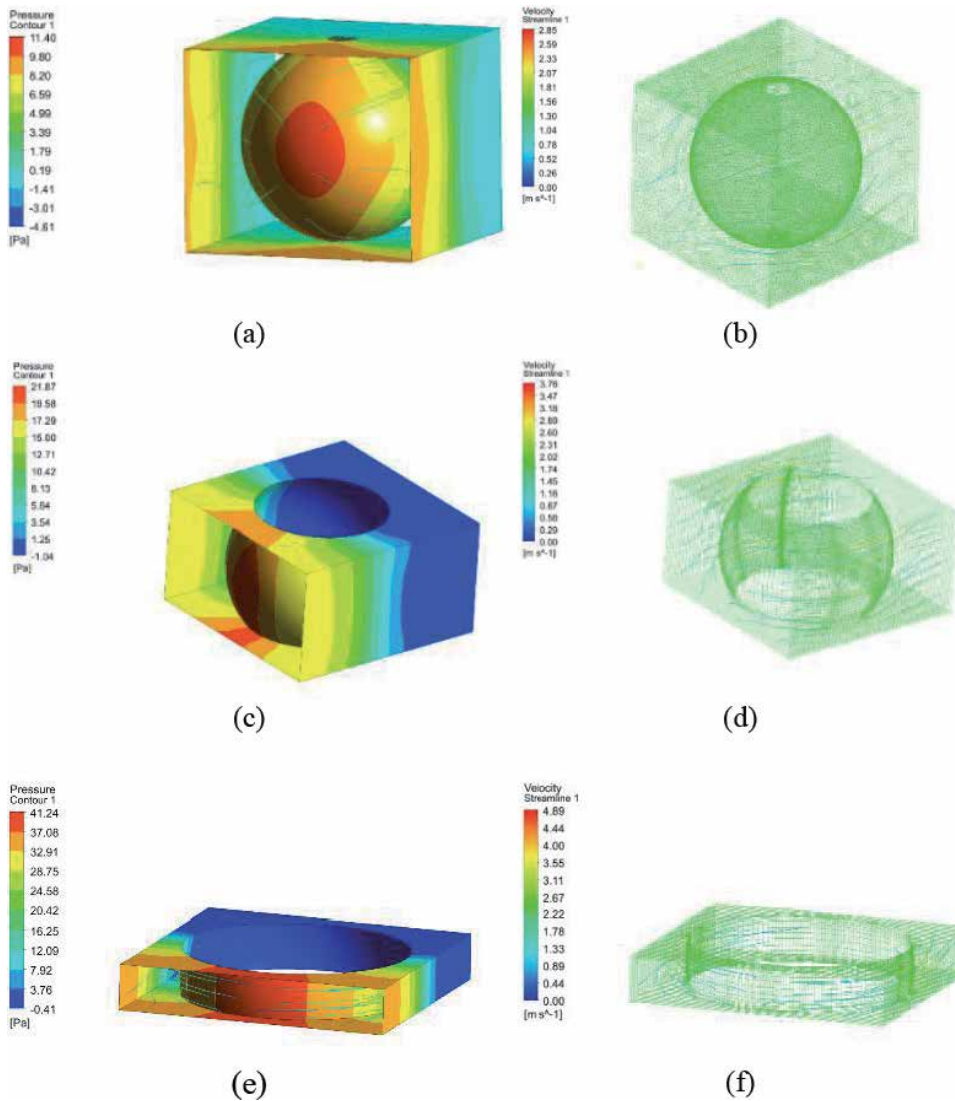 Pressure
Contour 1
11.40
9.80
8.20
6.59
4.99
3.39
1.79
0.19
-1.41
-3.01
-4.61
[Pa]
Velocity
Streamline 1
2.85
2.59
2.33
2.07
1.81
1.56
1.30
1.04
0.78
0.52
0.26
0.00
[m s^-1]
(a)
(b)
Pressure
Contour 1
21.87
19.58
17.29
15.00
12.71
10.42
8.13
5.84
3.54
1.25
-1.04
[Pa]
Velocity
Streamline 1
3.76
3.47
3.18
2.89
2.60
2.31
2.02
1.74
1.45
1.16
0.87
0.58
0.29
0.00
[m s^-1]
(c)
(d)
Pressure
Contour 1
41.24
37.08
32.91
28.75
24.58
20.42
16.25
12.09
7.92
3.76
-0.41
[Pa]
Velocity
Streamline 1
4.89
4.44
4.00
3.55
3.11
2.67
2.22
1.78
1.33
0.89
0.44
0.00
[m s^-1]
(e)
(f)